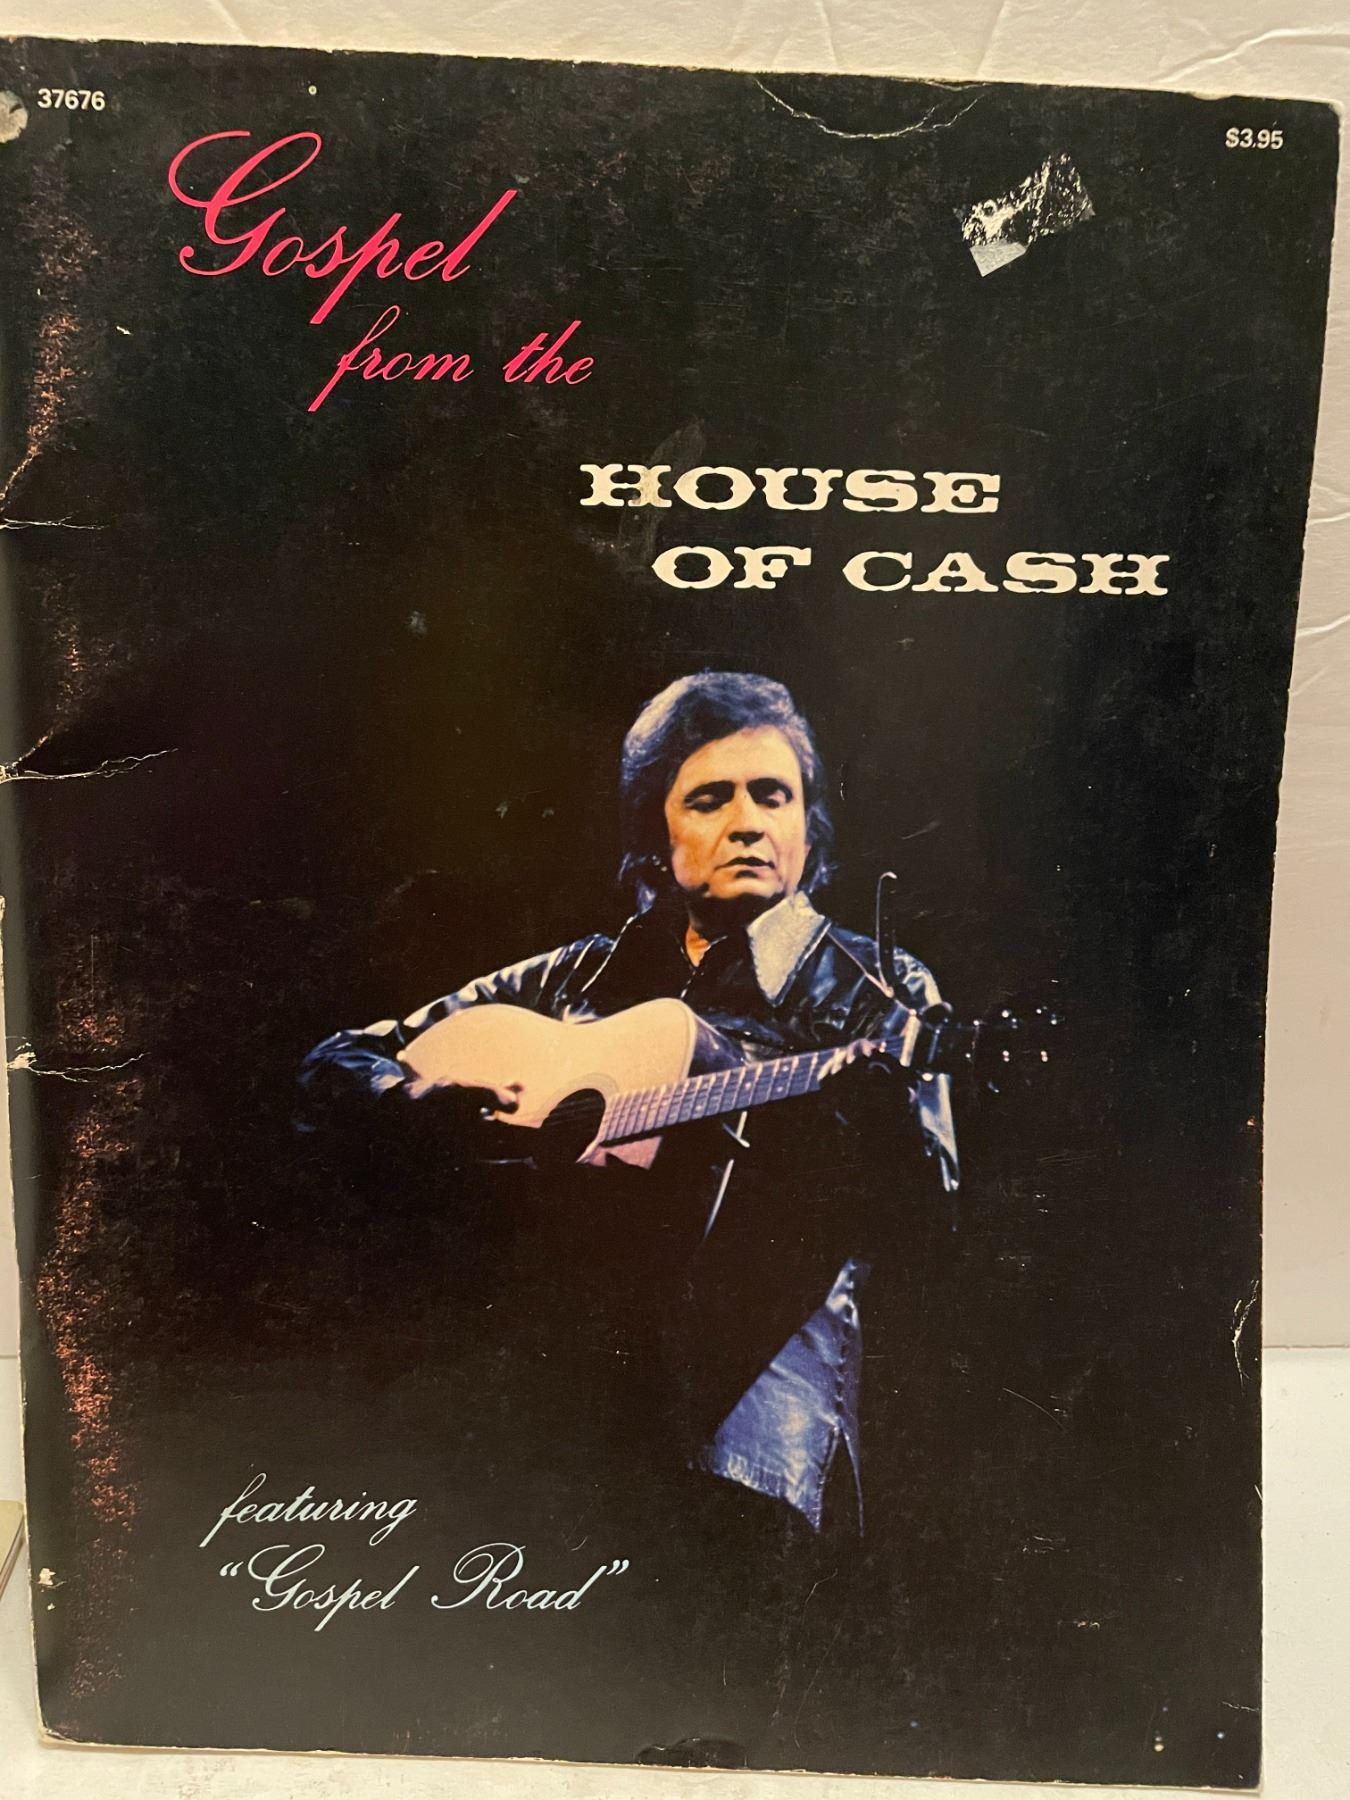 37676
$3.95
Gospel
from the
HOUSE
OF CASH
featuring
"Gospel Road"